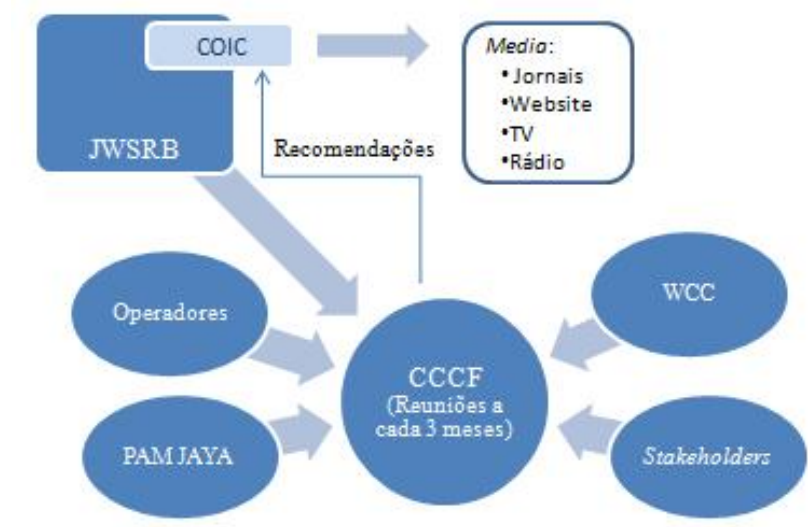 COIC
JWSRB
Media:
•Jornais
•Website
•TV
•Rádio
Recomendações
Operadores
WCC
CCCF
(Reuniões a
cada 3 meses)
PAM JAYA
Stakeholders